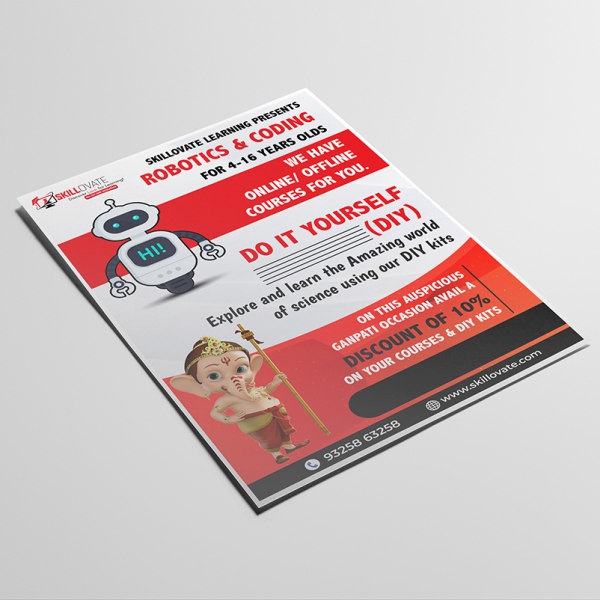 SKILLOVATE LEARNING PRESENTS
ROBOTICS & CODING
FOR 4-16 YEARS OLDS
SKILLOVATE
WE HAVE
ONLINE/ OFFLINE
COURSES FOR YOU.
HI!
DO IT YOURSELF
(DIY)
Explore and learn the Amazing world
of science using our DIY kits
ON THIS AUSPICIOUS
GANPATI OCCASION AVAIL A
DISCOUNT OF 10%
ON YOUR COURSES & DIY KITS
93258 63258
www.skillovate.com